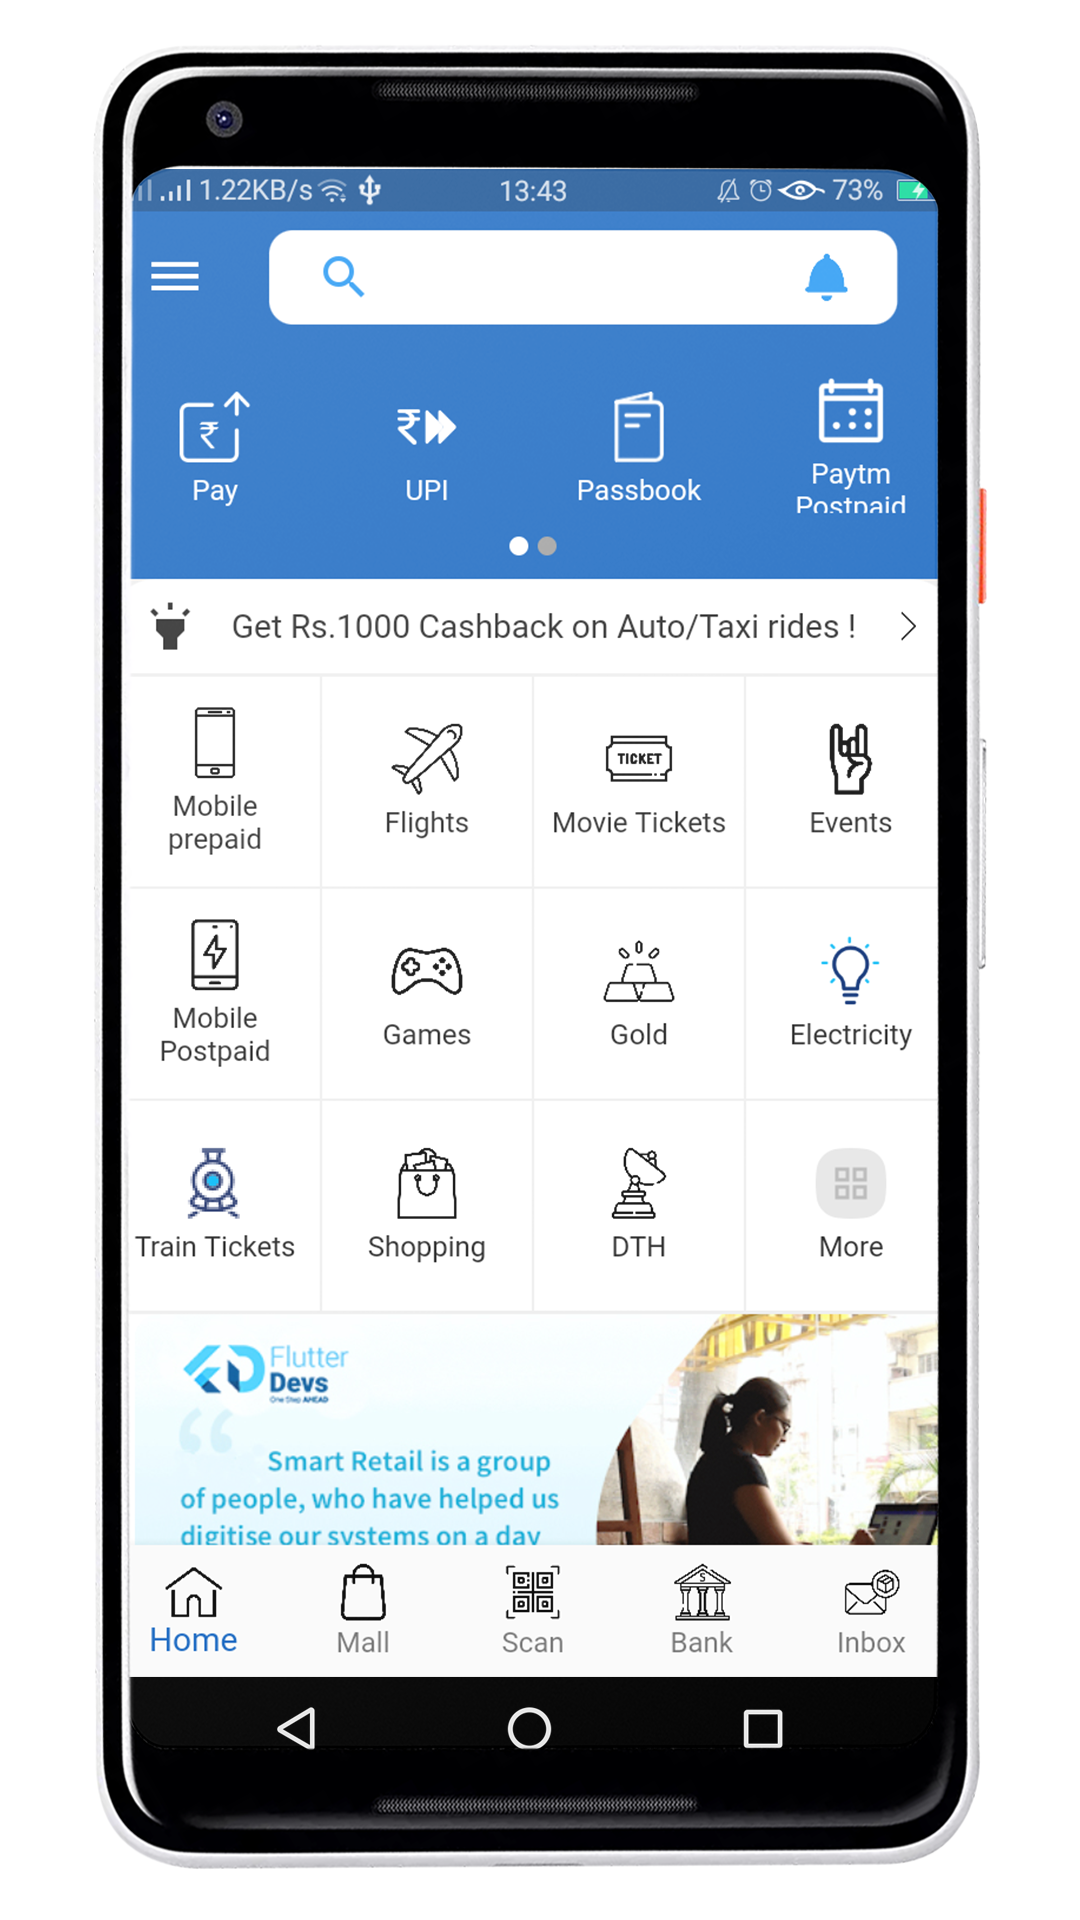 1.22KB/s 13:43 73%
Pay UPI Passbook Paytm
Postpaid
Get Rs.1000 Cashback on Auto/Taxi rides !
Mobile
prepaid
Flights
TICKET
Movie Tickets
Events
Mobile
Postpaid
Games
Gold
Electricity
Train Tickets
Shopping
DTH
More
Flutter
Devs
One Step AHEAD
“
Smart Retail is a group
of people, who have helped us
digitise our systems on a day
Home Mall Scan Bank Inbox